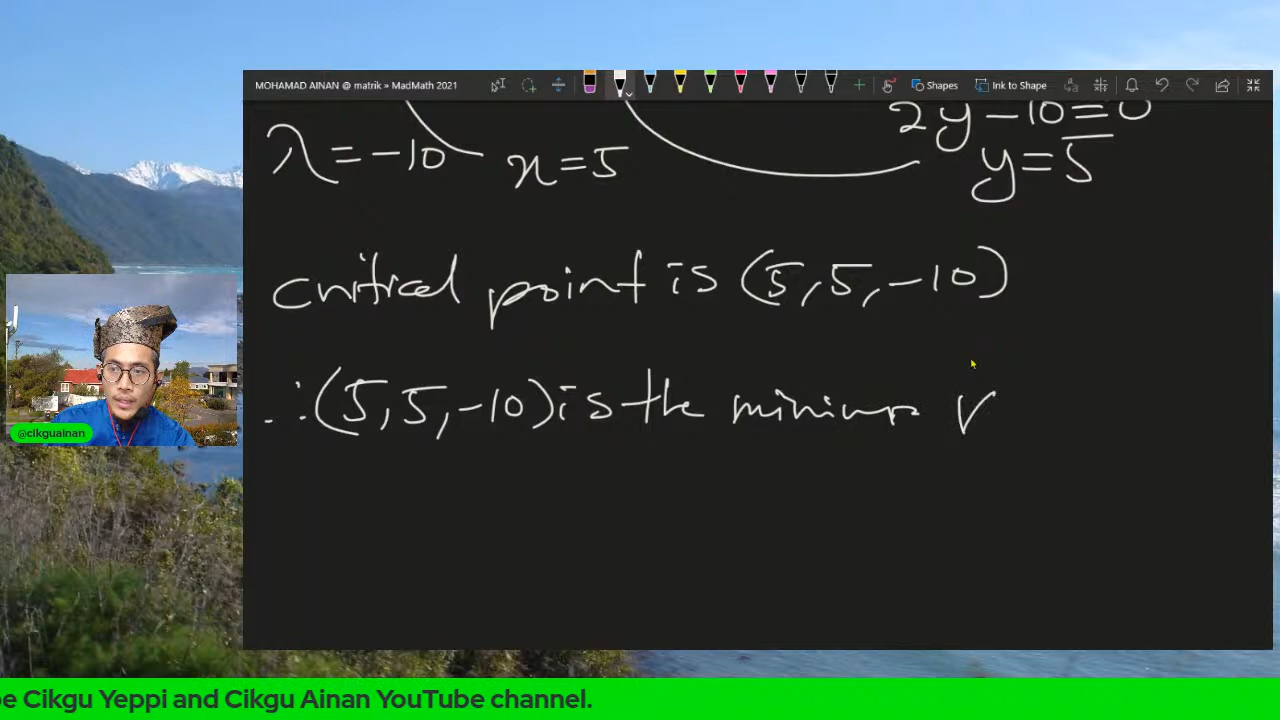 MOHAMAD AINAN @ matrik » MadMath 2021
Shapes
Ink to Shape
2y - 10 = 0
λ = -10 x = 5 y = 5
critical point is (5, 5, -10)
∴ (5, 5, -10) is the
@cikguainan
e Cikgu Yeppi and Cikgu Ainan YouTube channel.